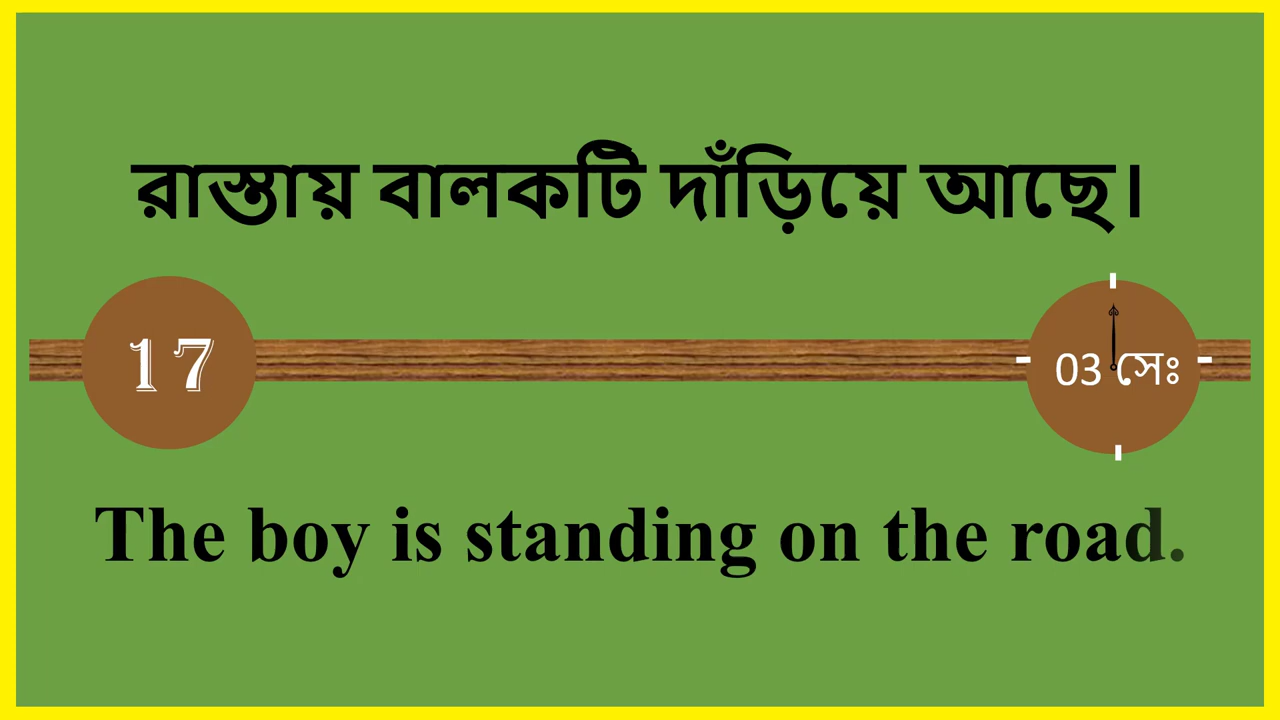 রাস্তায় বালকটি দাঁড়িয়ে আছে।
17
03 সেঃ
The boy is standing on the road.